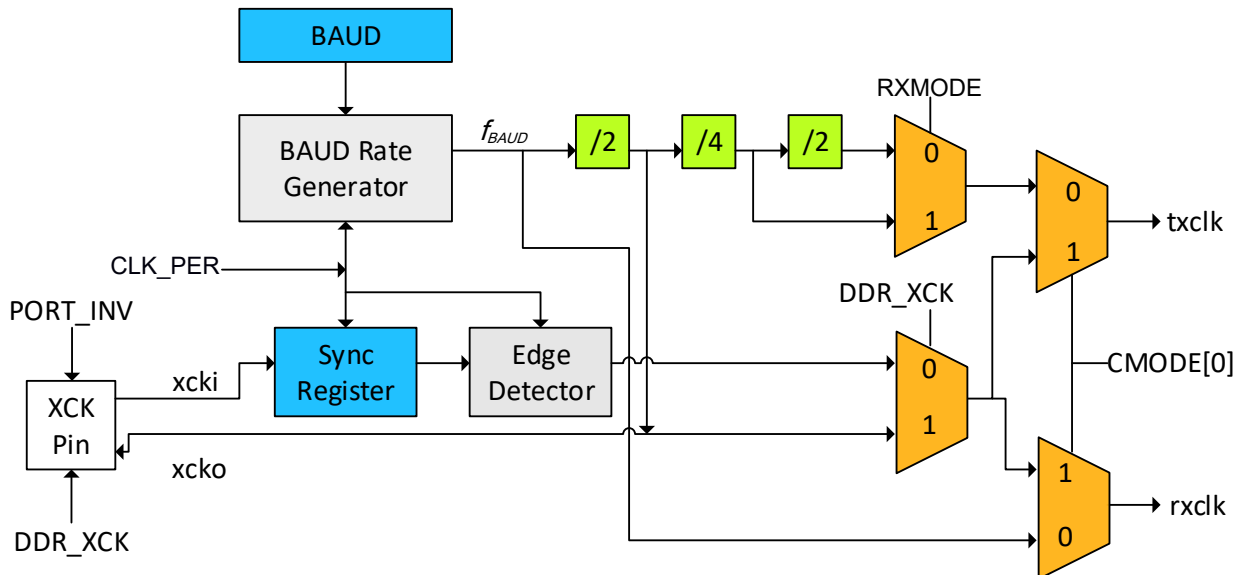 BAUD
RXMODE
BAUD Rate
Generator
fBAUD
/2
/4
/2
0
1
0
1
txclk
CLK_PER
DDR_XCK
PORT_INV
Sync
Register
Edge
Detector
0
1
CMODE[0]
xcki
XCK
Pin
xcko
1
0
rxclk
DDR_XCK